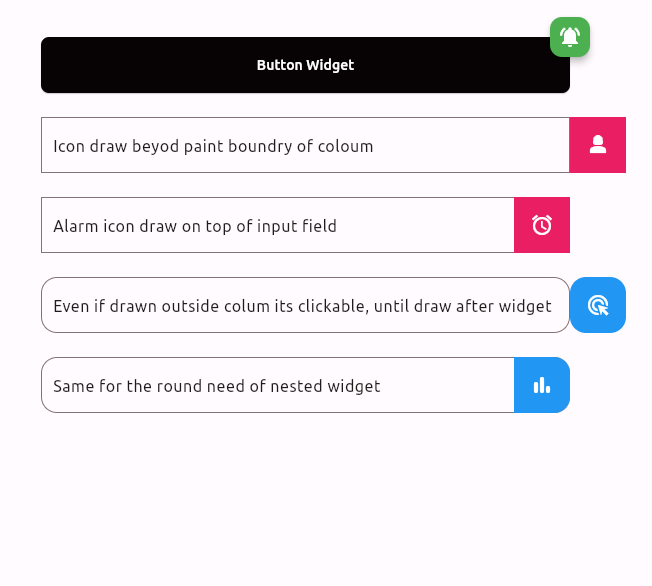 Button Widget
Icon draw beyod paint boundry of coloum
Alarm icon draw on top of input field
Even if drawn outside colum its clickable, until draw after widget
Same for the round need of nested widget